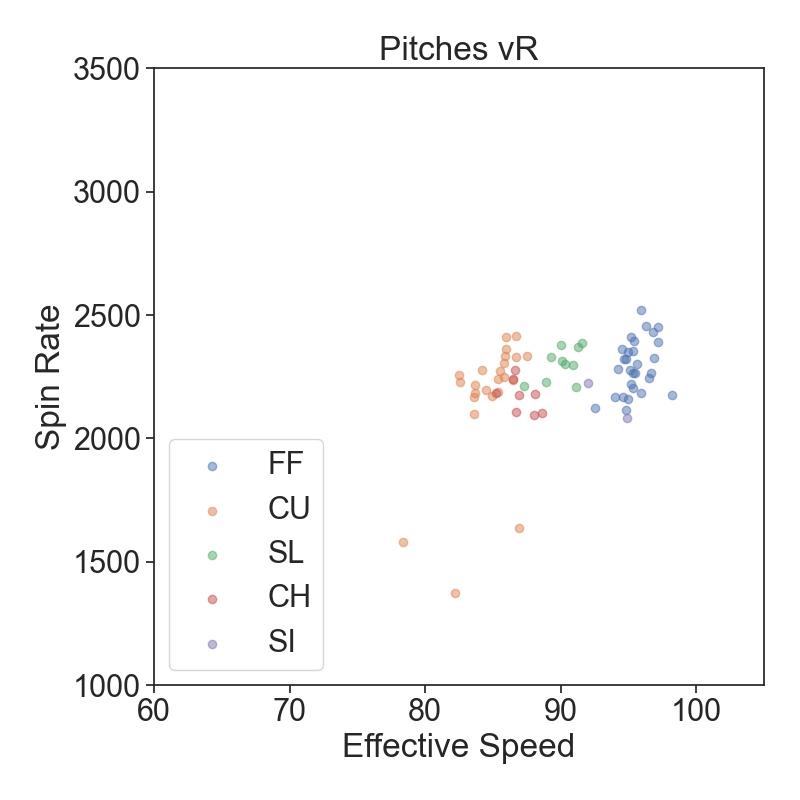 Pitches vR
3500
3000
2500
2000
1500
1000
Spin Rate
FF
CU
SL
CH
SI
60 70 80 90 100
Effective Speed